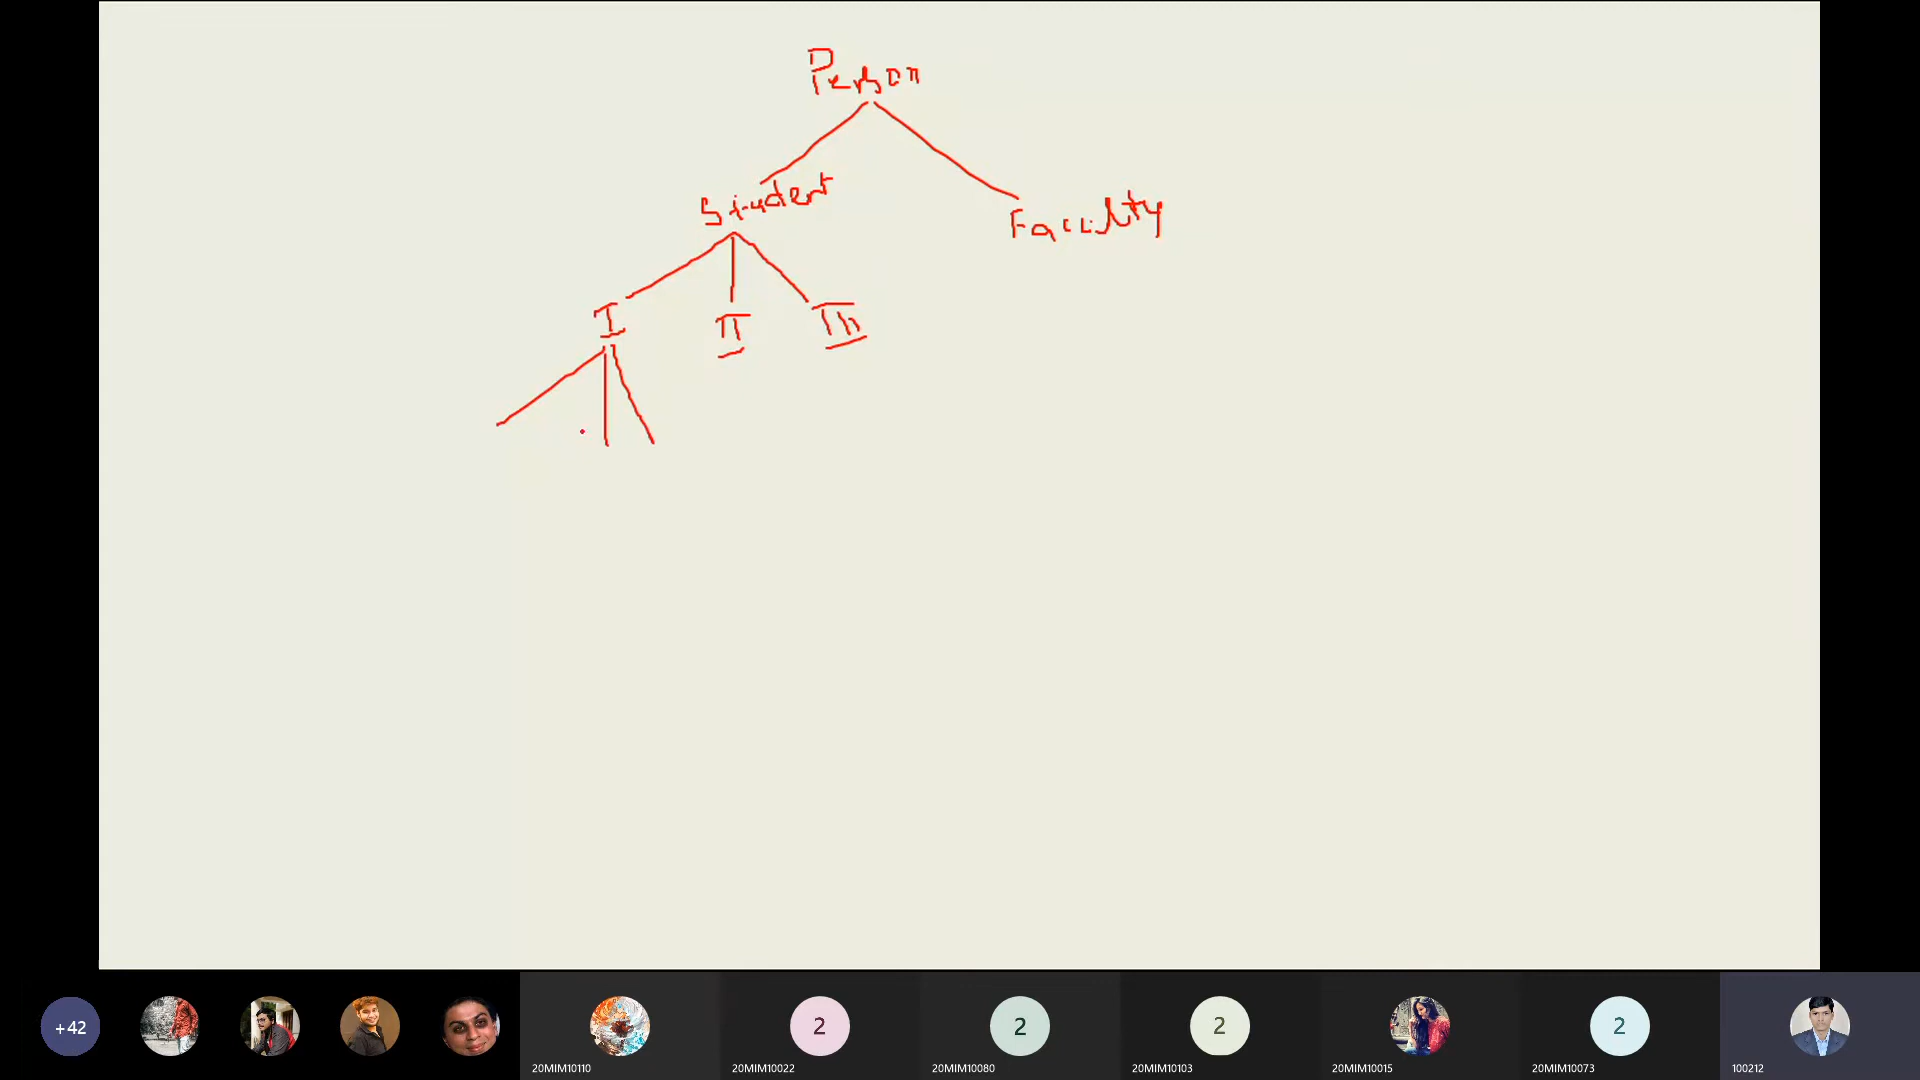 Person
Student
Faculty
I II III
+42
2 2 2 2
20MIM10110 20MIM10022 20MIM10080 20MIM10103 20MIM10015 20MIM10073 100212